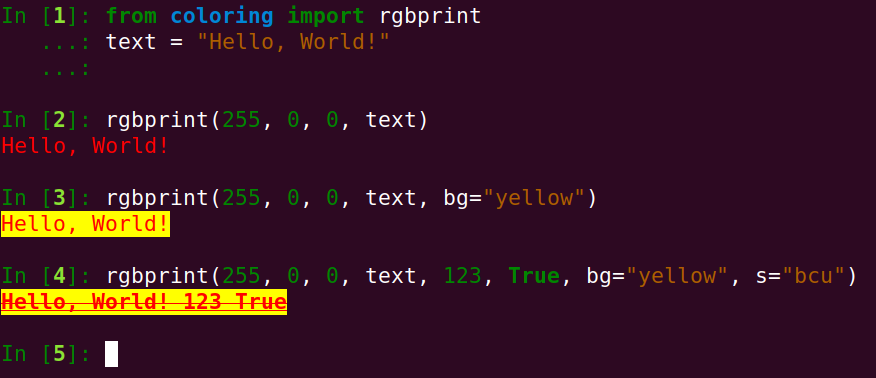 In [1]: from coloring import rgbprint
   ...: text = "Hello, World!"
   ...:
In [2]: rgbprint(255, 0, 0, text)
Hello, World!
In [3]: rgbprint(255, 0, 0, text, bg="yellow")
Hello, World!
In [4]: rgbprint(255, 0, 0, text, 123, True, bg="yellow", s="bcu")
Hello, World! 123 True
In [5]: